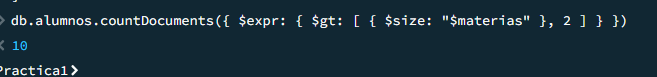 > db.alumnos.countDocuments({ $expr: { $gt: [ { $size: "$materias" }, 2 ] } })
< 10
Practica1>